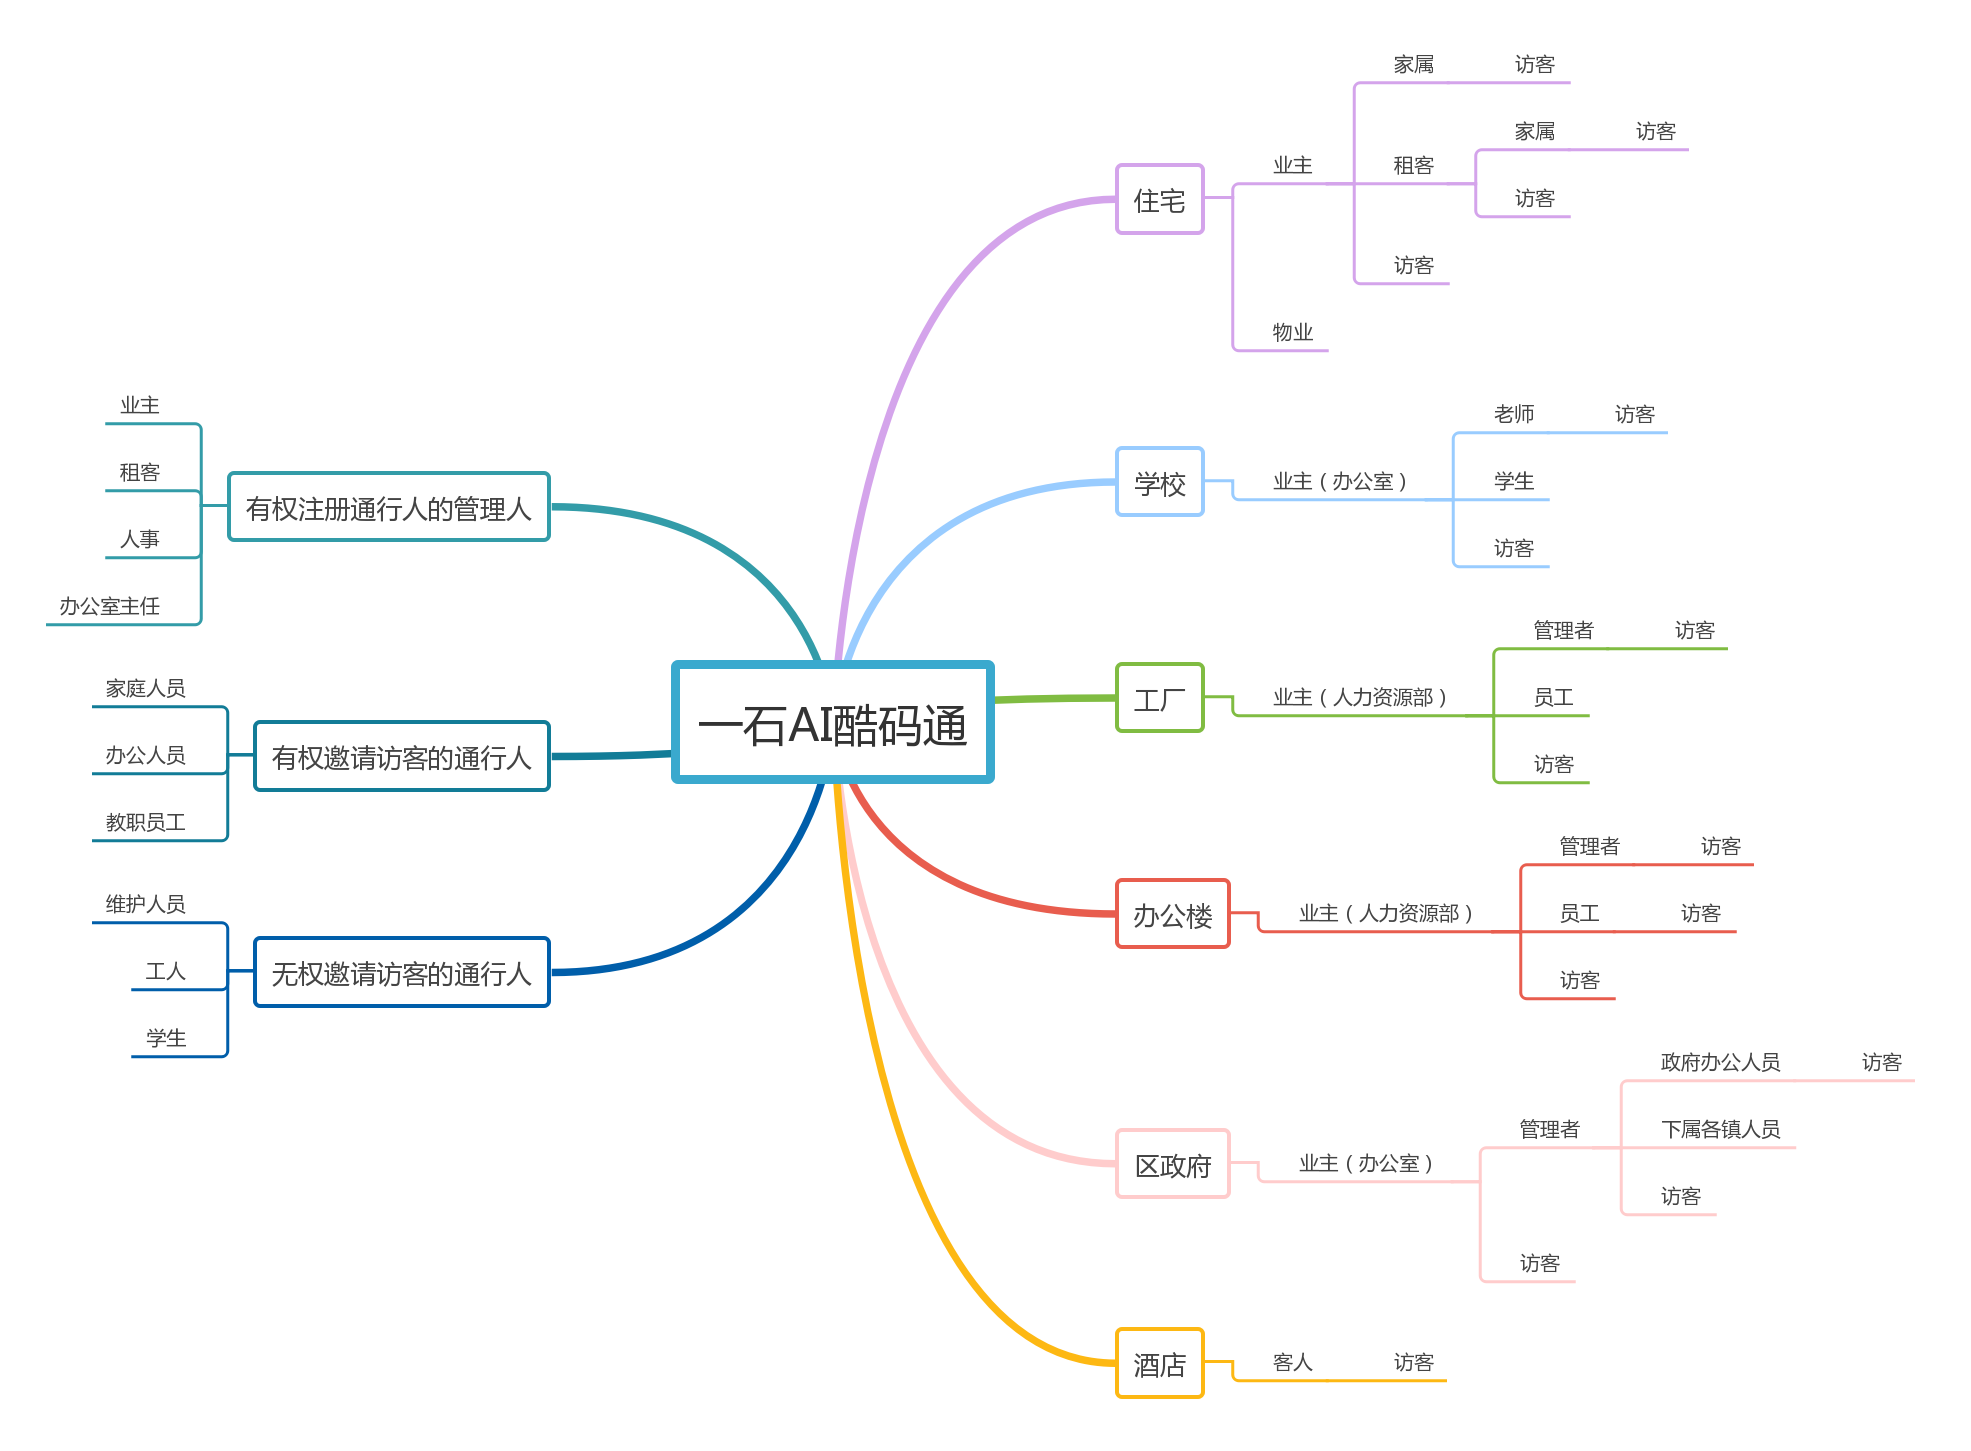 一石AI酷码通
住宅
业主
家属
访客
租客
家属
访客
访客
访客
物业
学校
业主（办公室）
老师
访客
学生
访客
工厂
业主（人力资源部）
管理者
访客
员工
访客
办公楼
业主（人力资源部）
管理者
访客
员工
访客
访客
区政府
业主（办公室）
管理者
政府办公人员
访客
下属各镇人员
访客
访客
酒店
客人
访客
有权注册通行人的管理人
业主
租客
人事
办公室主任
有权邀请访客的通行人
家庭人员
办公人员
教职员工
无权邀请访客的通行人
维护人员
工人
学生